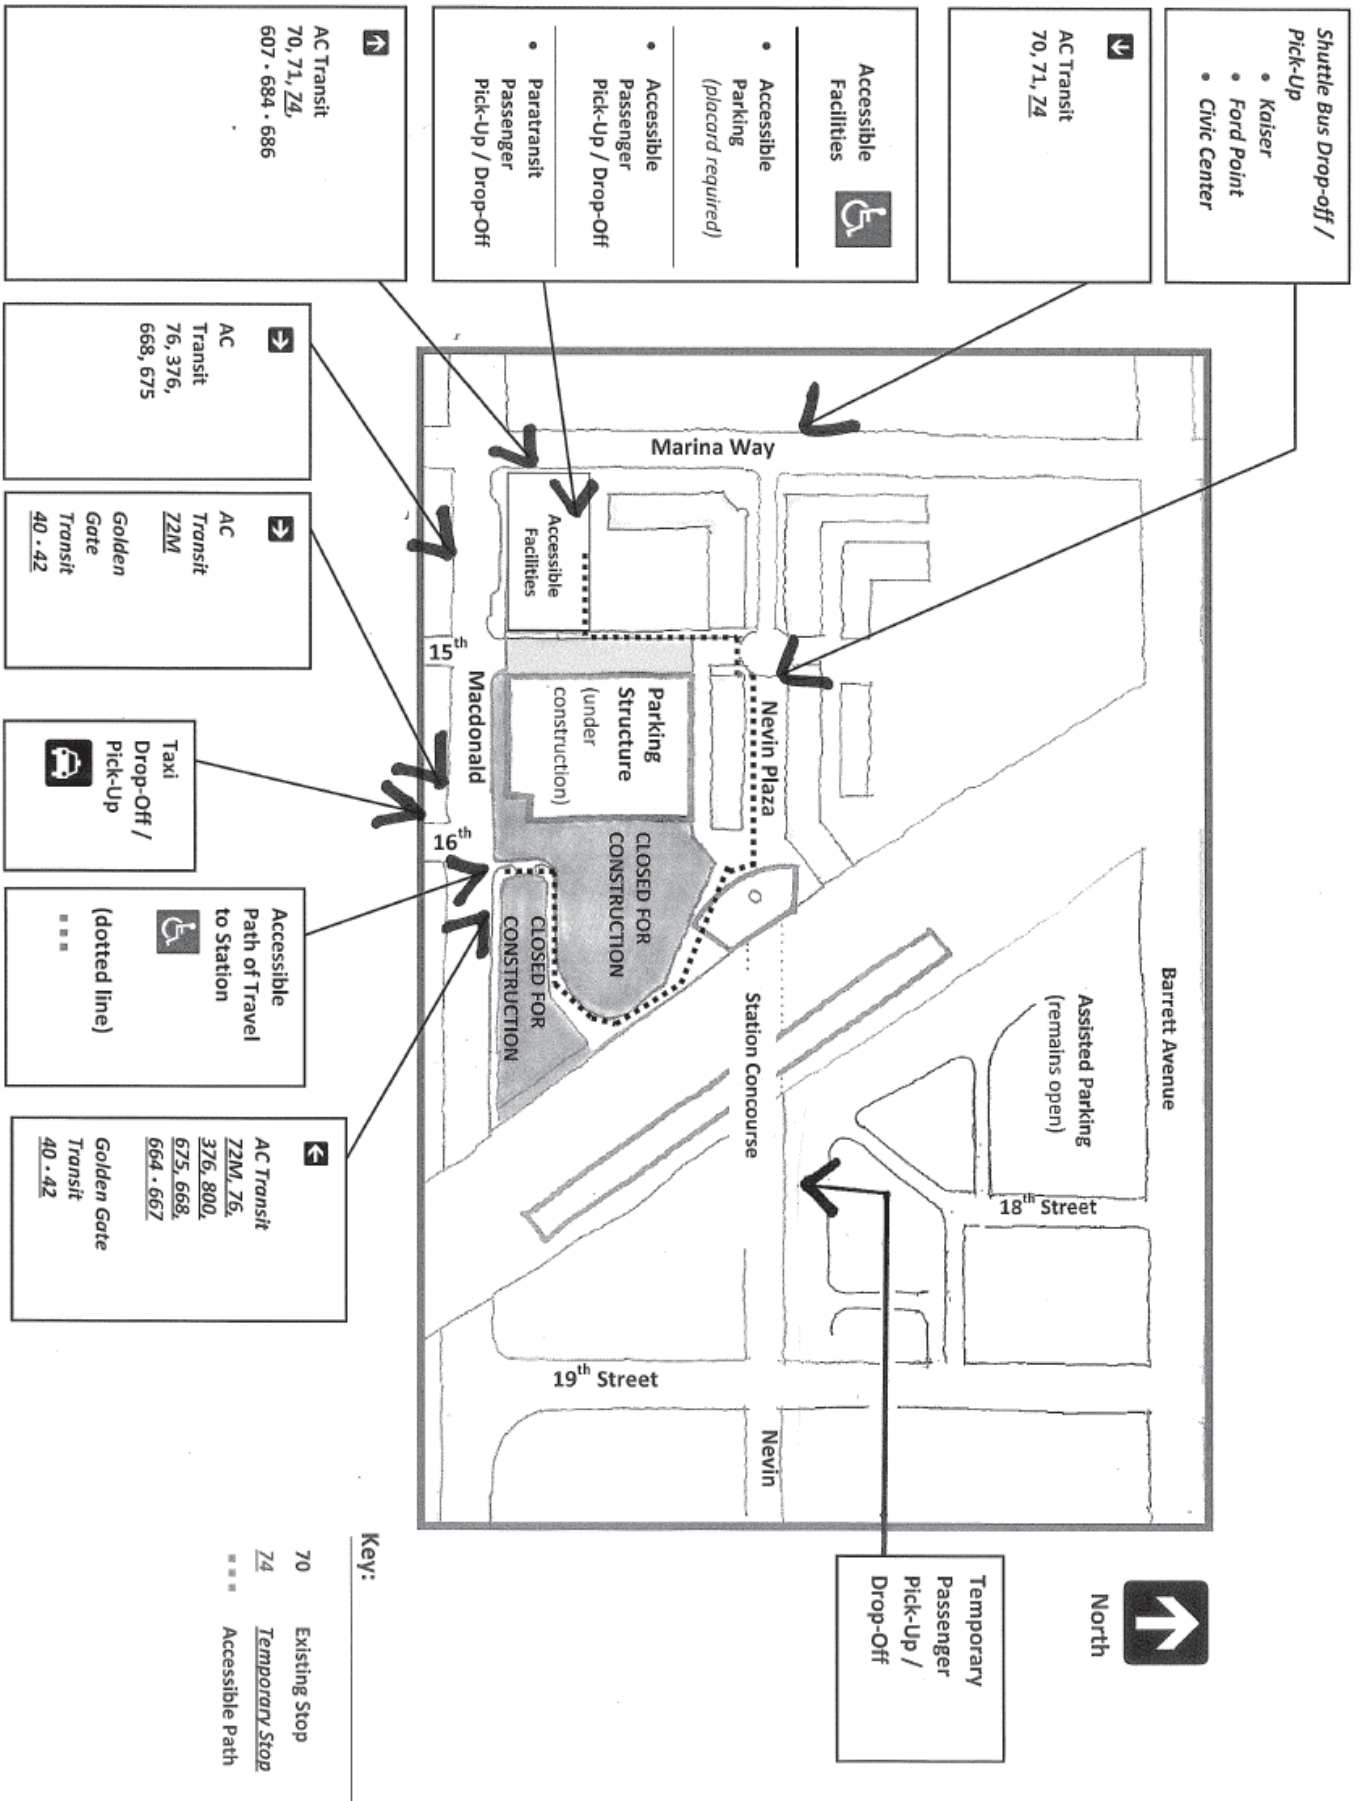 Shuttle Bus Drop-off /
Pick-Up
• Kaiser
• Ford Point
• Civic Center
AC Transit
70, 71, 74
Accessible
Facilities
• Accessible
Parking
(placard required)
• Accessible
Passenger
Pick-Up / Drop-Off
• Paratransit
Passenger
Pick-Up / Drop-Off
AC Transit
70, 71, 74,
607 • 684 • 686
AC
Transit
76, 376,
668, 675
AC
Transit
72M
Golden
Gate
Transit
40 • 42
Taxi
Drop-Off /
Pick-Up
Accessible
Path of Travel
to Station
(dotted line)
AC Transit
72M, 76,
376, 800,
675, 668,
664 • 667
Golden Gate
Transit
40 • 42
Temporary
Passenger
Pick-Up /
Drop-Off
North
Barrett Avenue
Assisted Parking
(remains open)
18th Street
Marina Way
Nevin Plaza
Station Concourse
Nevin
Accessible
Facilities
Parking
Structure
(under
construction)
CLOSED FOR
CONSTRUCTION
CLOSED FOR
CONSTRUCTION
19th Street
Macdonald
15th
16th
Key:
70 Existing Stop
74 Temporary Stop
Accessible Path